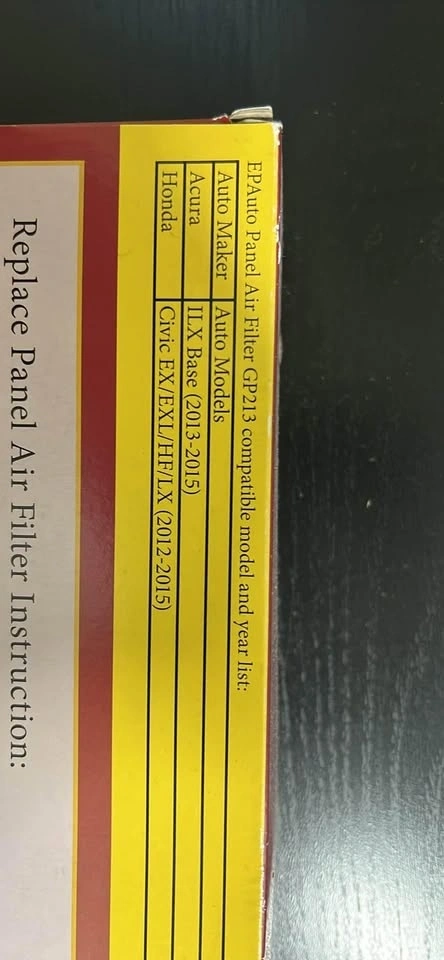 EPAuto Panel Air Filter GP213 compatible model and year list:
Auto Maker Auto Models
Acura ILX Base (2013-2015)
Honda Civic EX/EXL/HF/LX (2012-2015)
Replace Panel Air Filter Instruction: